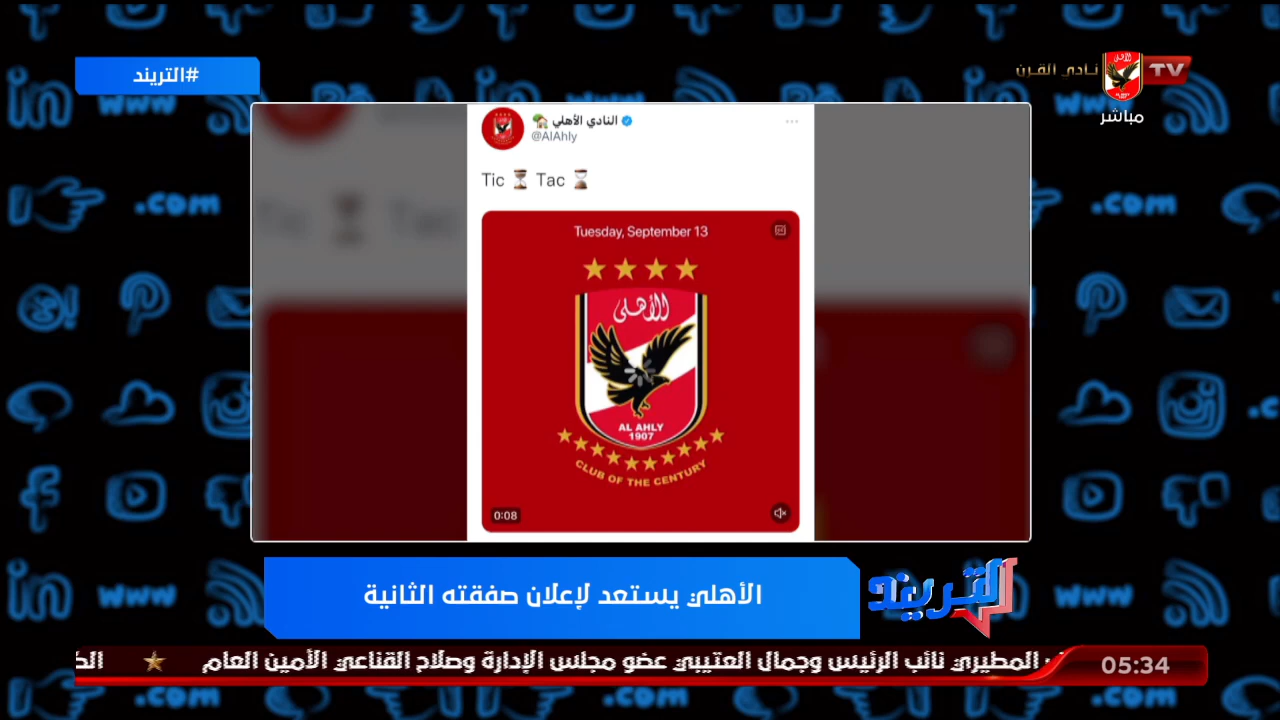 #التريند
نادي القرن
TV
مباشر
النادي الأهلي
@AlAhly
Tic ⏳ Tac ⌛
Tuesday, September 13
الأهلي
AL AHLY
1907
CLUB OF THE CENTURY
0:08
الأهلي يستعد لإعلان صفقته الثانية
التريند
المطيري نائب الرئيس وجمال العتيبي عضو مجلس الإدارة وصلاح القناعي الأمين العام
05:34